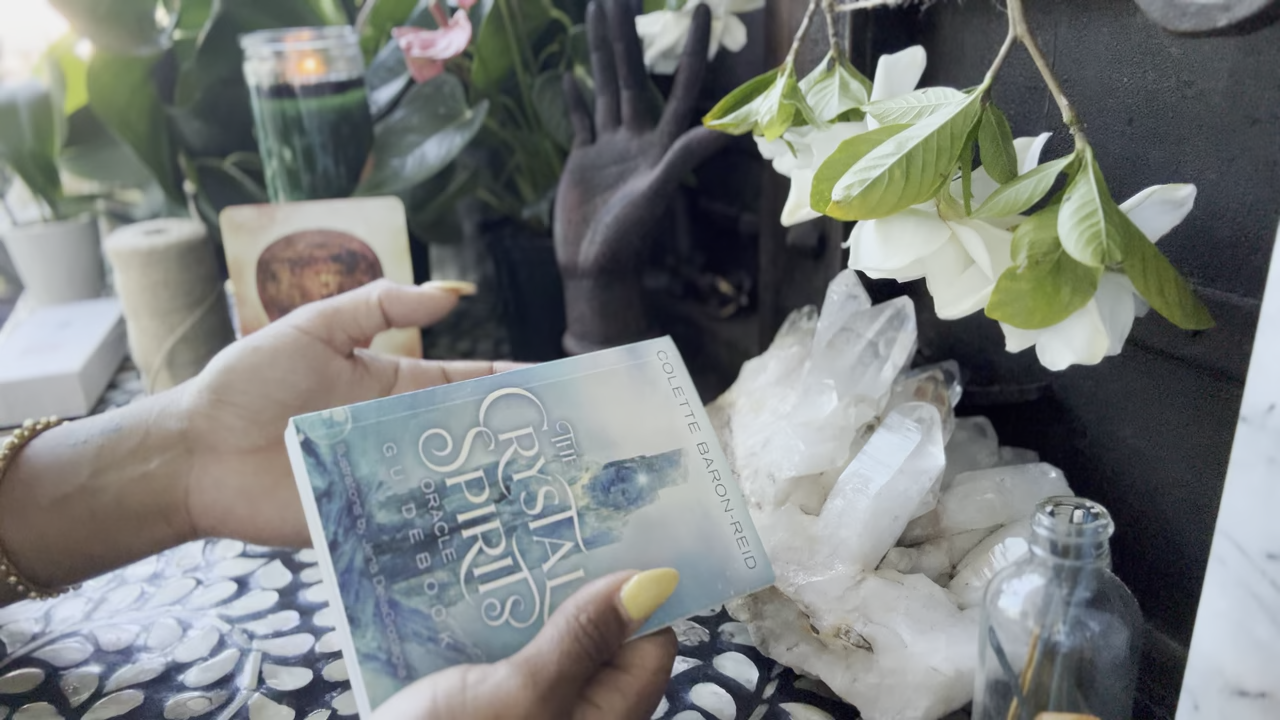 COLETTE BARON-REID
THE
CRYSTAL
SPIRITS
ORACLE
GUIDEBOOK